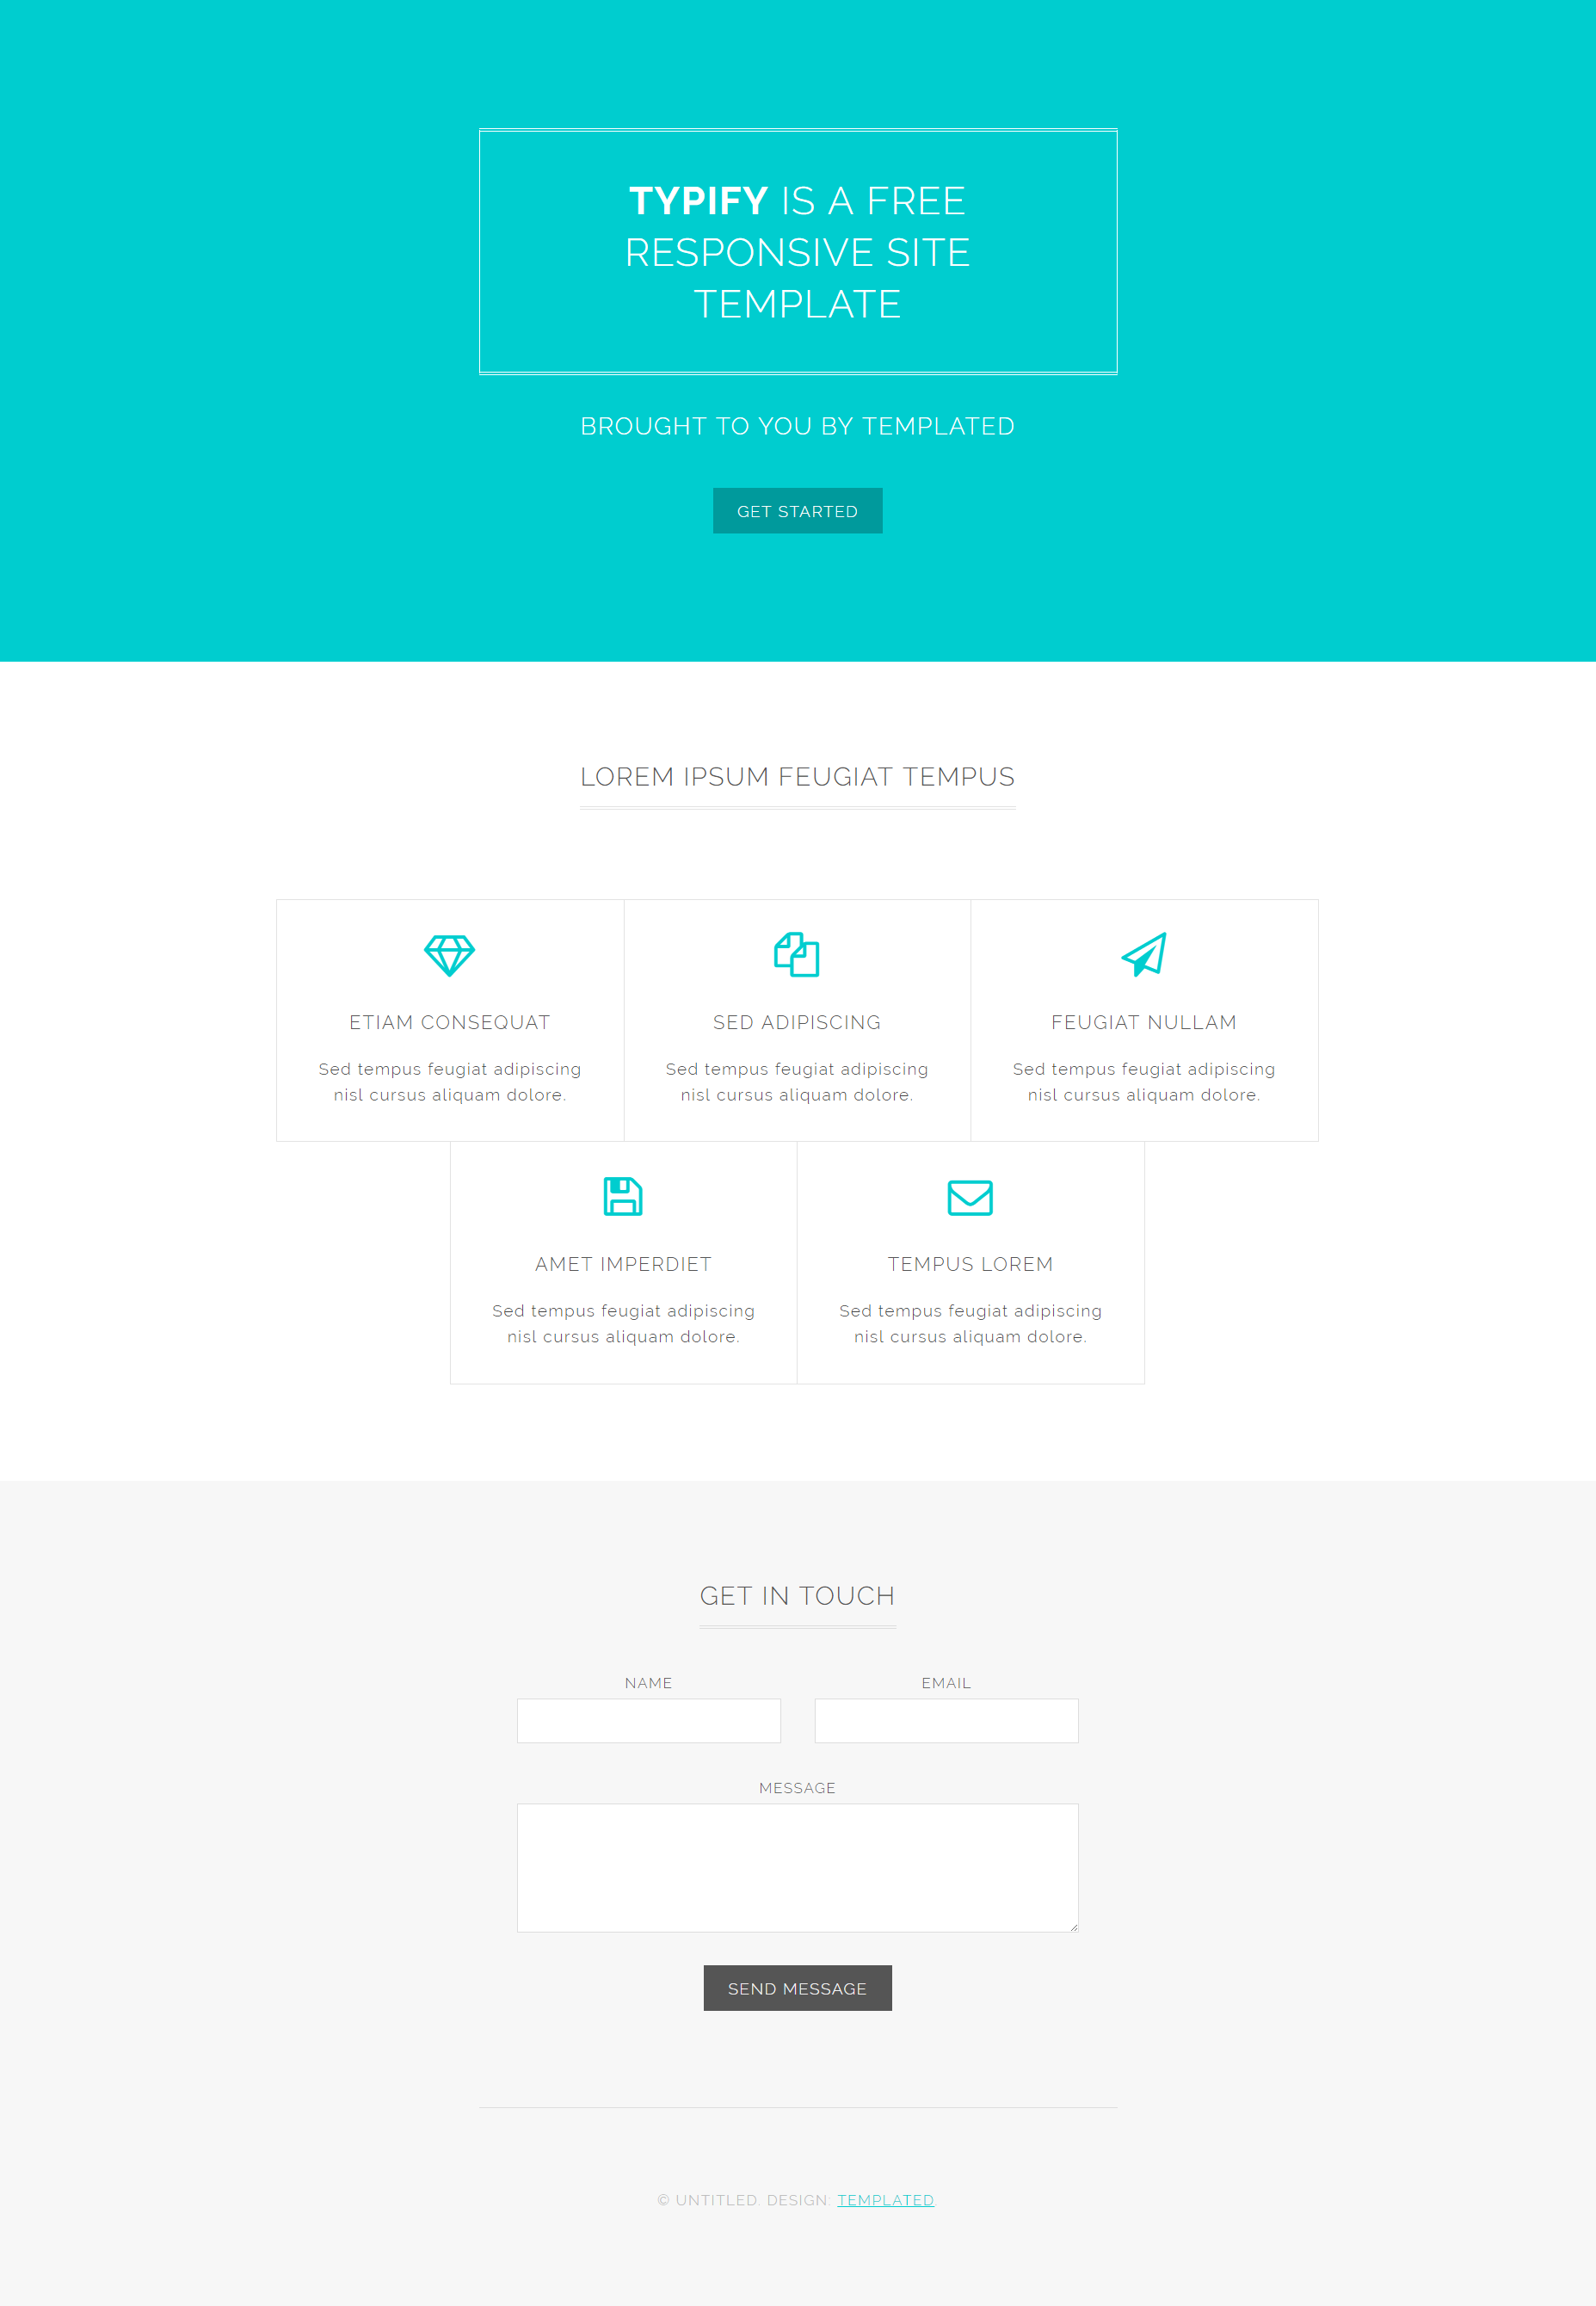 TYPIFY IS A FREE
RESPONSIVE SITE
TEMPLATE
BROUGHT TO YOU BY TEMPLATED
GET STARTED
LOREM IPSUM FEUGIAT TEMPUS
ETIAM CONSEQUAT
Sed tempus feugiat adipiscing
nisl cursus aliquam dolore.
SED ADIPISCING
Sed tempus feugiat adipiscing
nisl cursus aliquam dolore.
FEUGIAT NULLAM
Sed tempus feugiat adipiscing
nisl cursus aliquam dolore.
AMET IMPERDIET
Sed tempus feugiat adipiscing
nisl cursus aliquam dolore.
TEMPUS LOREM
Sed tempus feugiat adipiscing
nisl cursus aliquam dolore.
GET IN TOUCH
NAME
EMAIL
MESSAGE
SEND MESSAGE
© UNTITLED. DESIGN: TEMPLATED